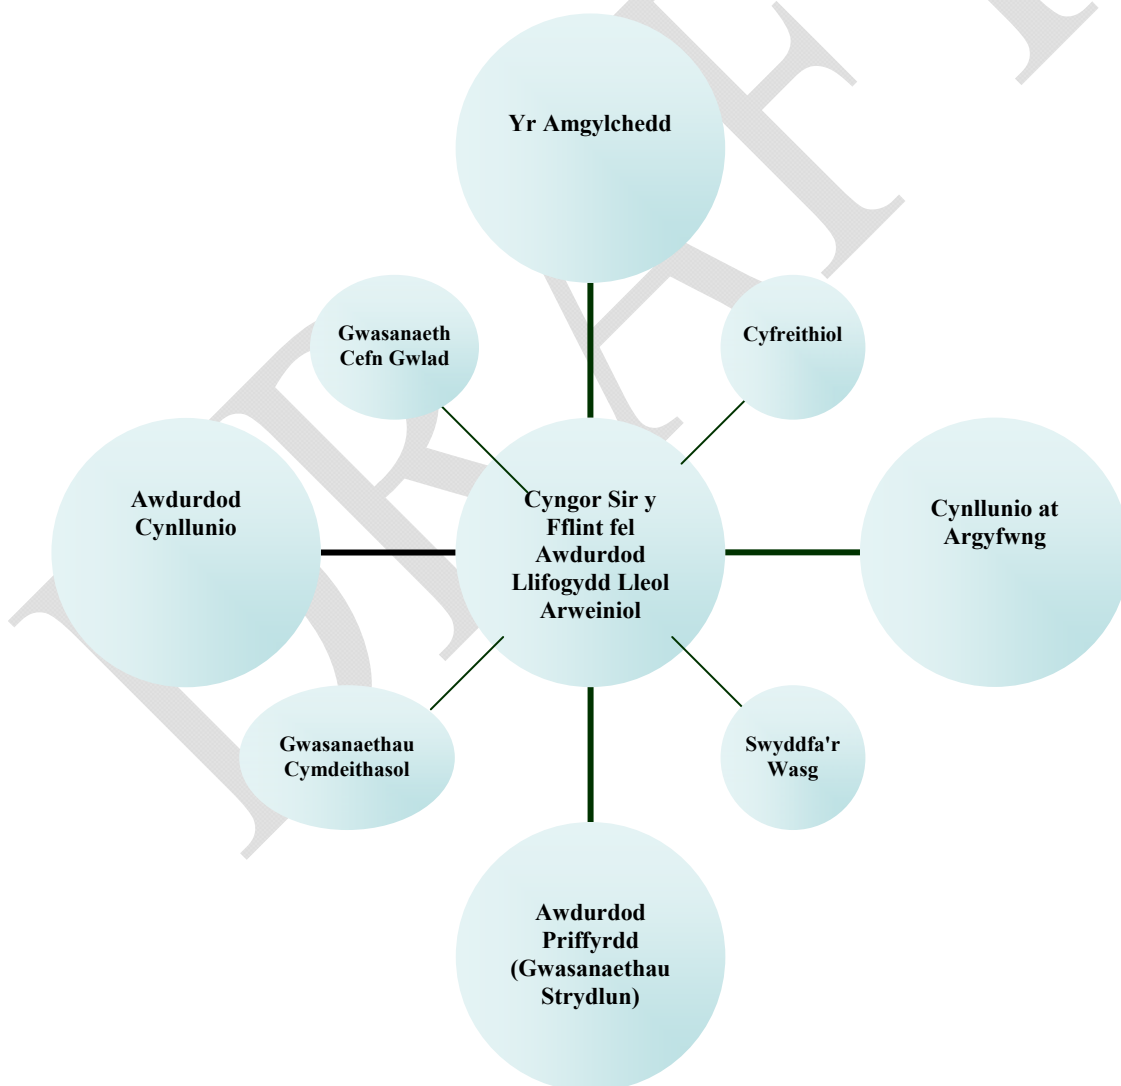 Yr Amgylchedd
Gwasanaeth
Cefn Gwlad
Cyfreithiol
Awdurdod
Cynllunio
Cyngor Sir y
Fflint fel
Awdurdod
Llifogydd Lleol
Arweiniol
Cynllunio at
Argyfwng
Gwasanaethau
Cymdeithasol
Swyddfa'r
Wasg
Awdurdod
Priffyrdd
(Gwasanaethau
Strydlun)
DRAFT